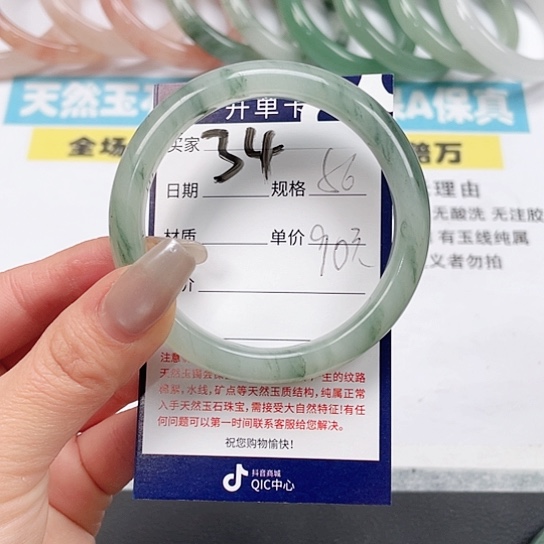 天然玉
A保真
全场
赔万
开单卡
理由
买家 34
无酸洗 无注胶
日期 规格 56
有玉线纯属
材质 单价 90元
义者勿拍
价
注意
生的纹路
水线,矿点等天然玉质结构,纯属正常
入手天然玉石珠宝,需接受大自然特征!有任
何问题可以第一时间联系客服给您解决。
祝您购物愉快!
抖音商城
QIC中心